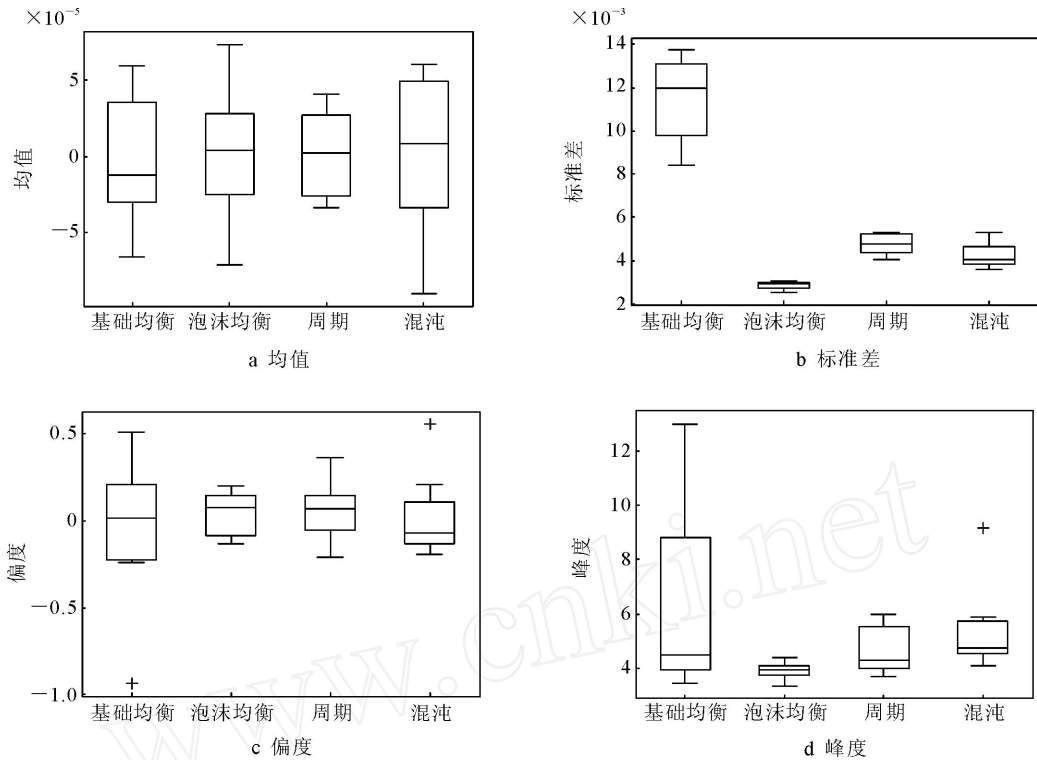 ×10⁻⁵
5
0
−5
均值
基础均衡 泡沫均衡 周期 混沌
a 均值
×10⁻³
14
12
10
8
6
4
2
标准差
基础均衡 泡沫均衡 周期 混沌
b 标准差
0.5
0
−0.5
−1.0
偏度
基础均衡 泡沫均衡 周期 混沌
c 偏度
12
10
8
6
4
峰度
基础均衡 泡沫均衡 周期 混沌
d 峰度
www.cnki.net